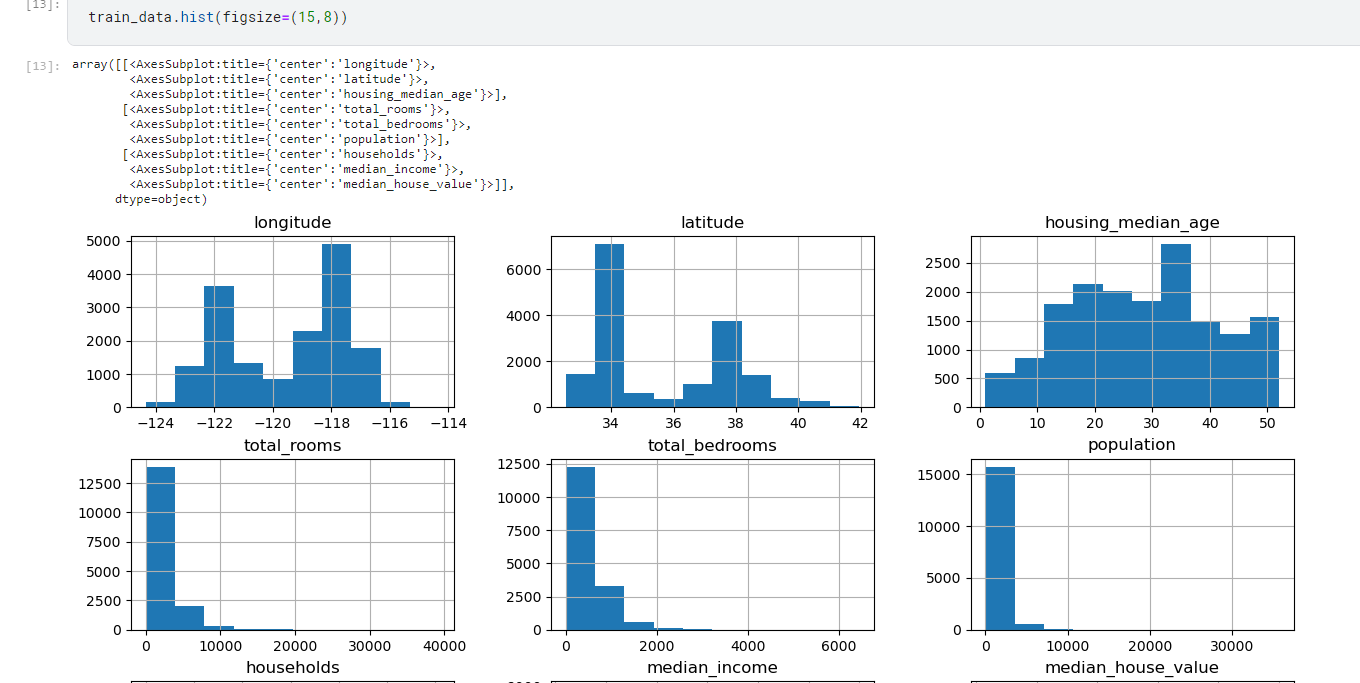 [13]:
train_data.hist(figsize=(15,8))
[13]: array([[<AxesSubplot:title={'center':'longitude'}>,
<AxesSubplot:title={'center':'latitude'}>,
<AxesSubplot:title={'center':'housing_median_age'}>],
[<AxesSubplot:title={'center':'total_rooms'}>,
<AxesSubplot:title={'center':'total_bedrooms'}>,
<AxesSubplot:title={'center':'population'}>],
[<AxesSubplot:title={'center':'households'}>,
<AxesSubplot:title={'center':'median_income'}>,
<AxesSubplot:title={'center':'median_house_value'}>]],
dtype=object)
longitude
5000
4000
3000
2000
1000
0
−124 −122 −120 −118 −116 −114
latitude
6000
4000
2000
0
34 36 38 40 42
housing_median_age
2500
2000
1500
1000
500
0
0 10 20 30 40 50
total_rooms
12500
10000
7500
5000
2500
0
0 10000 20000 30000 40000
total_bedrooms
12500
10000
7500
5000
2500
0
0 2000 4000 6000
population
15000
10000
5000
0
0 10000 20000 30000
households
median_income
median_house_value